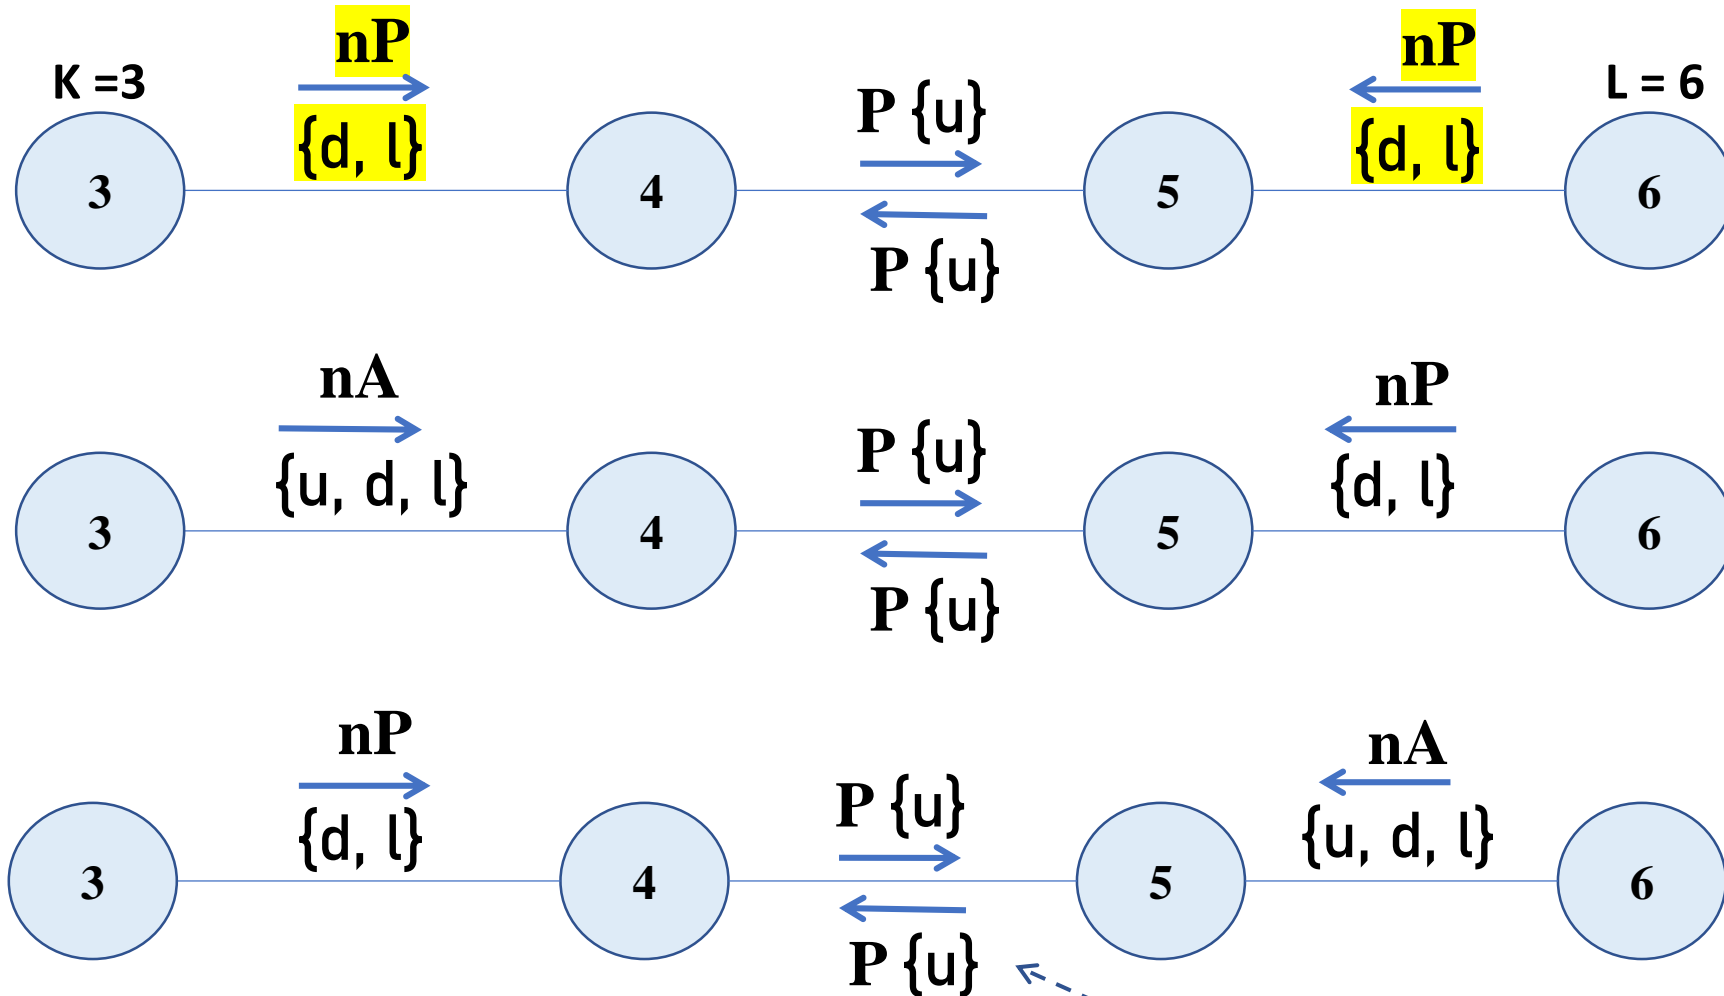 nP nP
K =3 L = 6
P {u}
{d, l} {d, l}
3 4 5 6
P {u}
nA nP
P {u}
{u, d, l} {d, l}
3 4 5 6
P {u}
nP nA
P {u}
{d, l} {u, d, l}
3 4 5 6
P {u}